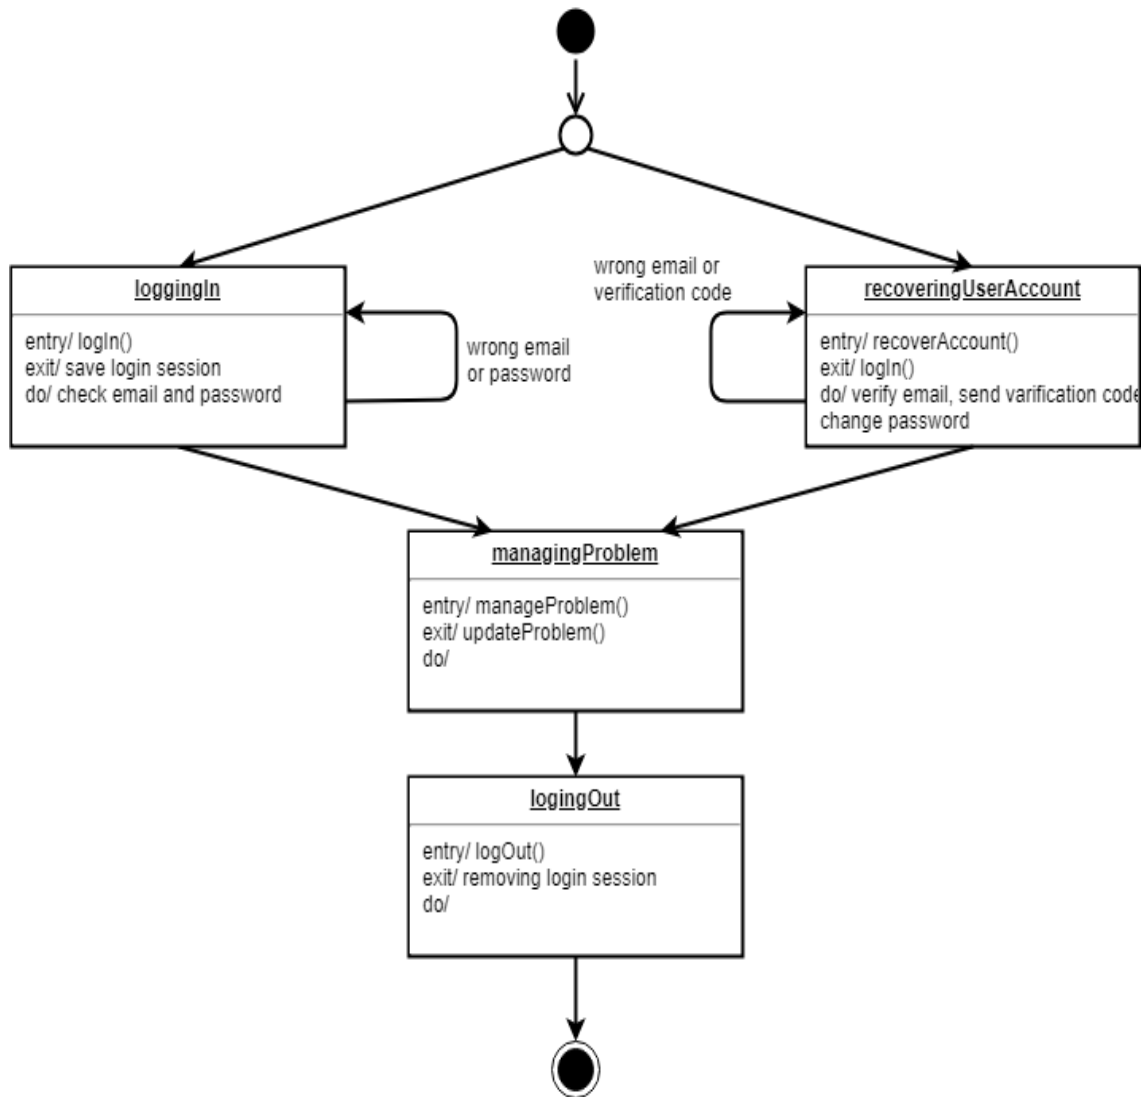 loggingIn
entry/ logIn()
exit/ save login session
do/ check email and password
wrong email
or password
wrong email or
verification code
recoveringUserAccount
entry/ recoverAccount()
exit/ logIn()
do/ verify email, send varification code
change password
managingProblem
entry/ manageProblem()
exit/ updateProblem()
do/
logingOut
entry/ logOut()
exit/ removing login session
do/